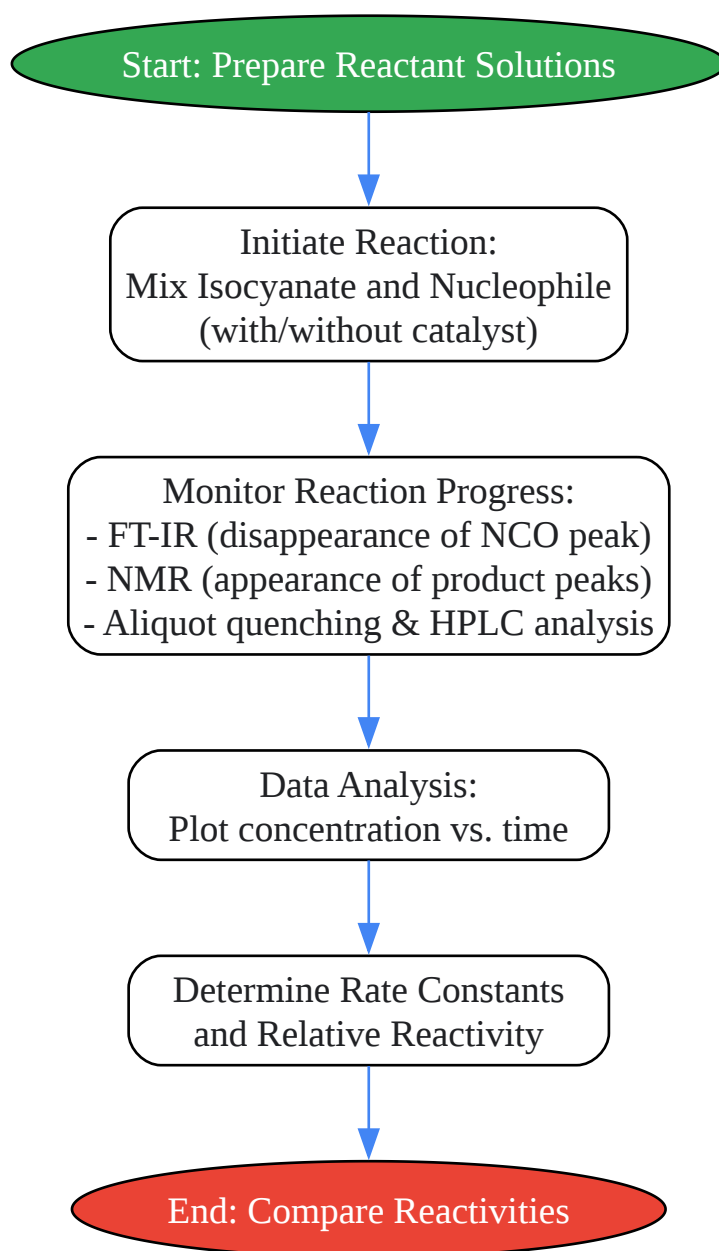 Start: Prepare Reactant Solutions
Initiate Reaction:
Mix Isocyanate and Nucleophile
(with/without catalyst)
Monitor Reaction Progress:
- FT-IR (disappearance of NCO peak)
- NMR (appearance of product peaks)
- Aliquot quenching & HPLC analysis
Data Analysis:
Plot concentration vs. time
Determine Rate Constants
and Relative Reactivity
End: Compare Reactivities